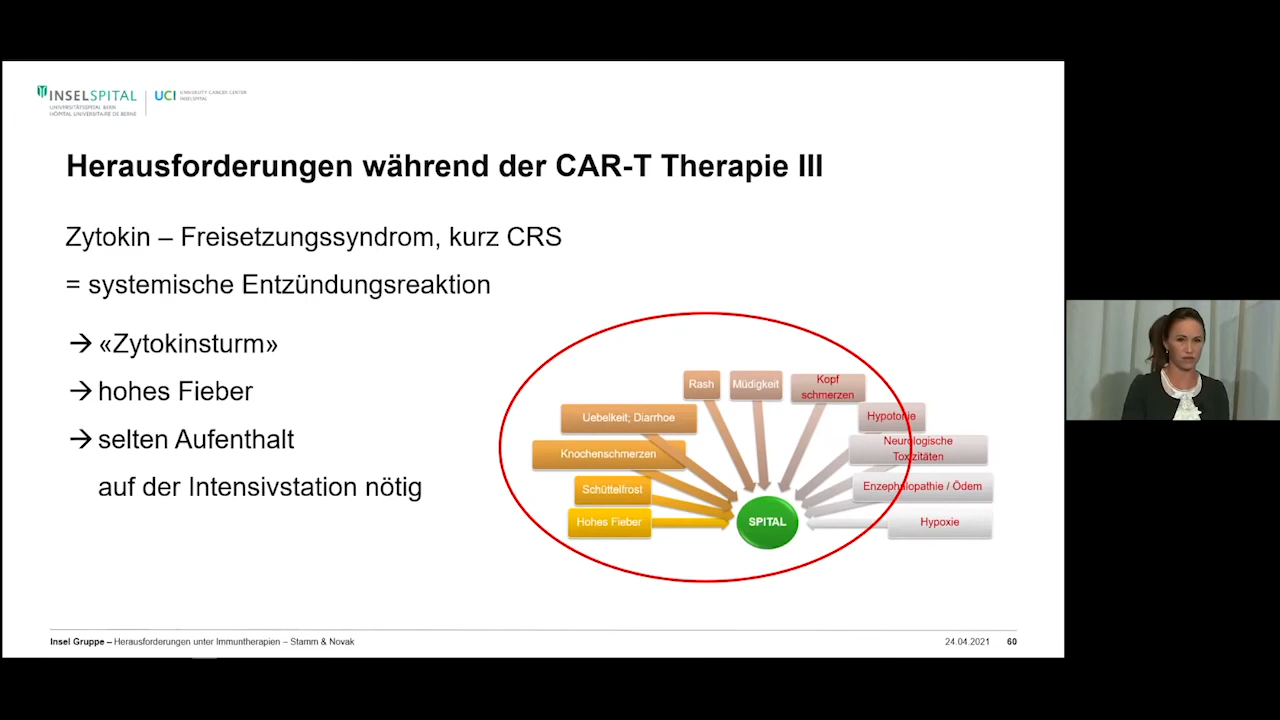 INSELSPITAL
UNIVERSITÄTSSPITAL BERN
HÔPITAL UNIVERSITAIRE DE BERNE
UCI UNIVERSITY CANCER CENTER
INSELSPITAL
Herausforderungen während der CAR-T Therapie III
Zytokin – Freisetzungssyndrom, kurz CRS
= systemische Entzündungsreaktion
→ «Zytokinsturm»
→ hohes Fieber
→ selten Aufenthalt
auf der Intensivstation nötig
Rash
Müdigkeit
Kopf
schmerzen
Uebelkeit; Diarrhoe
Hypotonie
Knochenschmerzen
Neurologische
Toxizitäten
Schüttelfrost
Enzephalopathie / Ödem
Hohes Fieber
SPITAL
Hypoxie
Insel Gruppe – Herausforderungen unter Immuntherapien – Stamm & Novak
24.04.2021 60